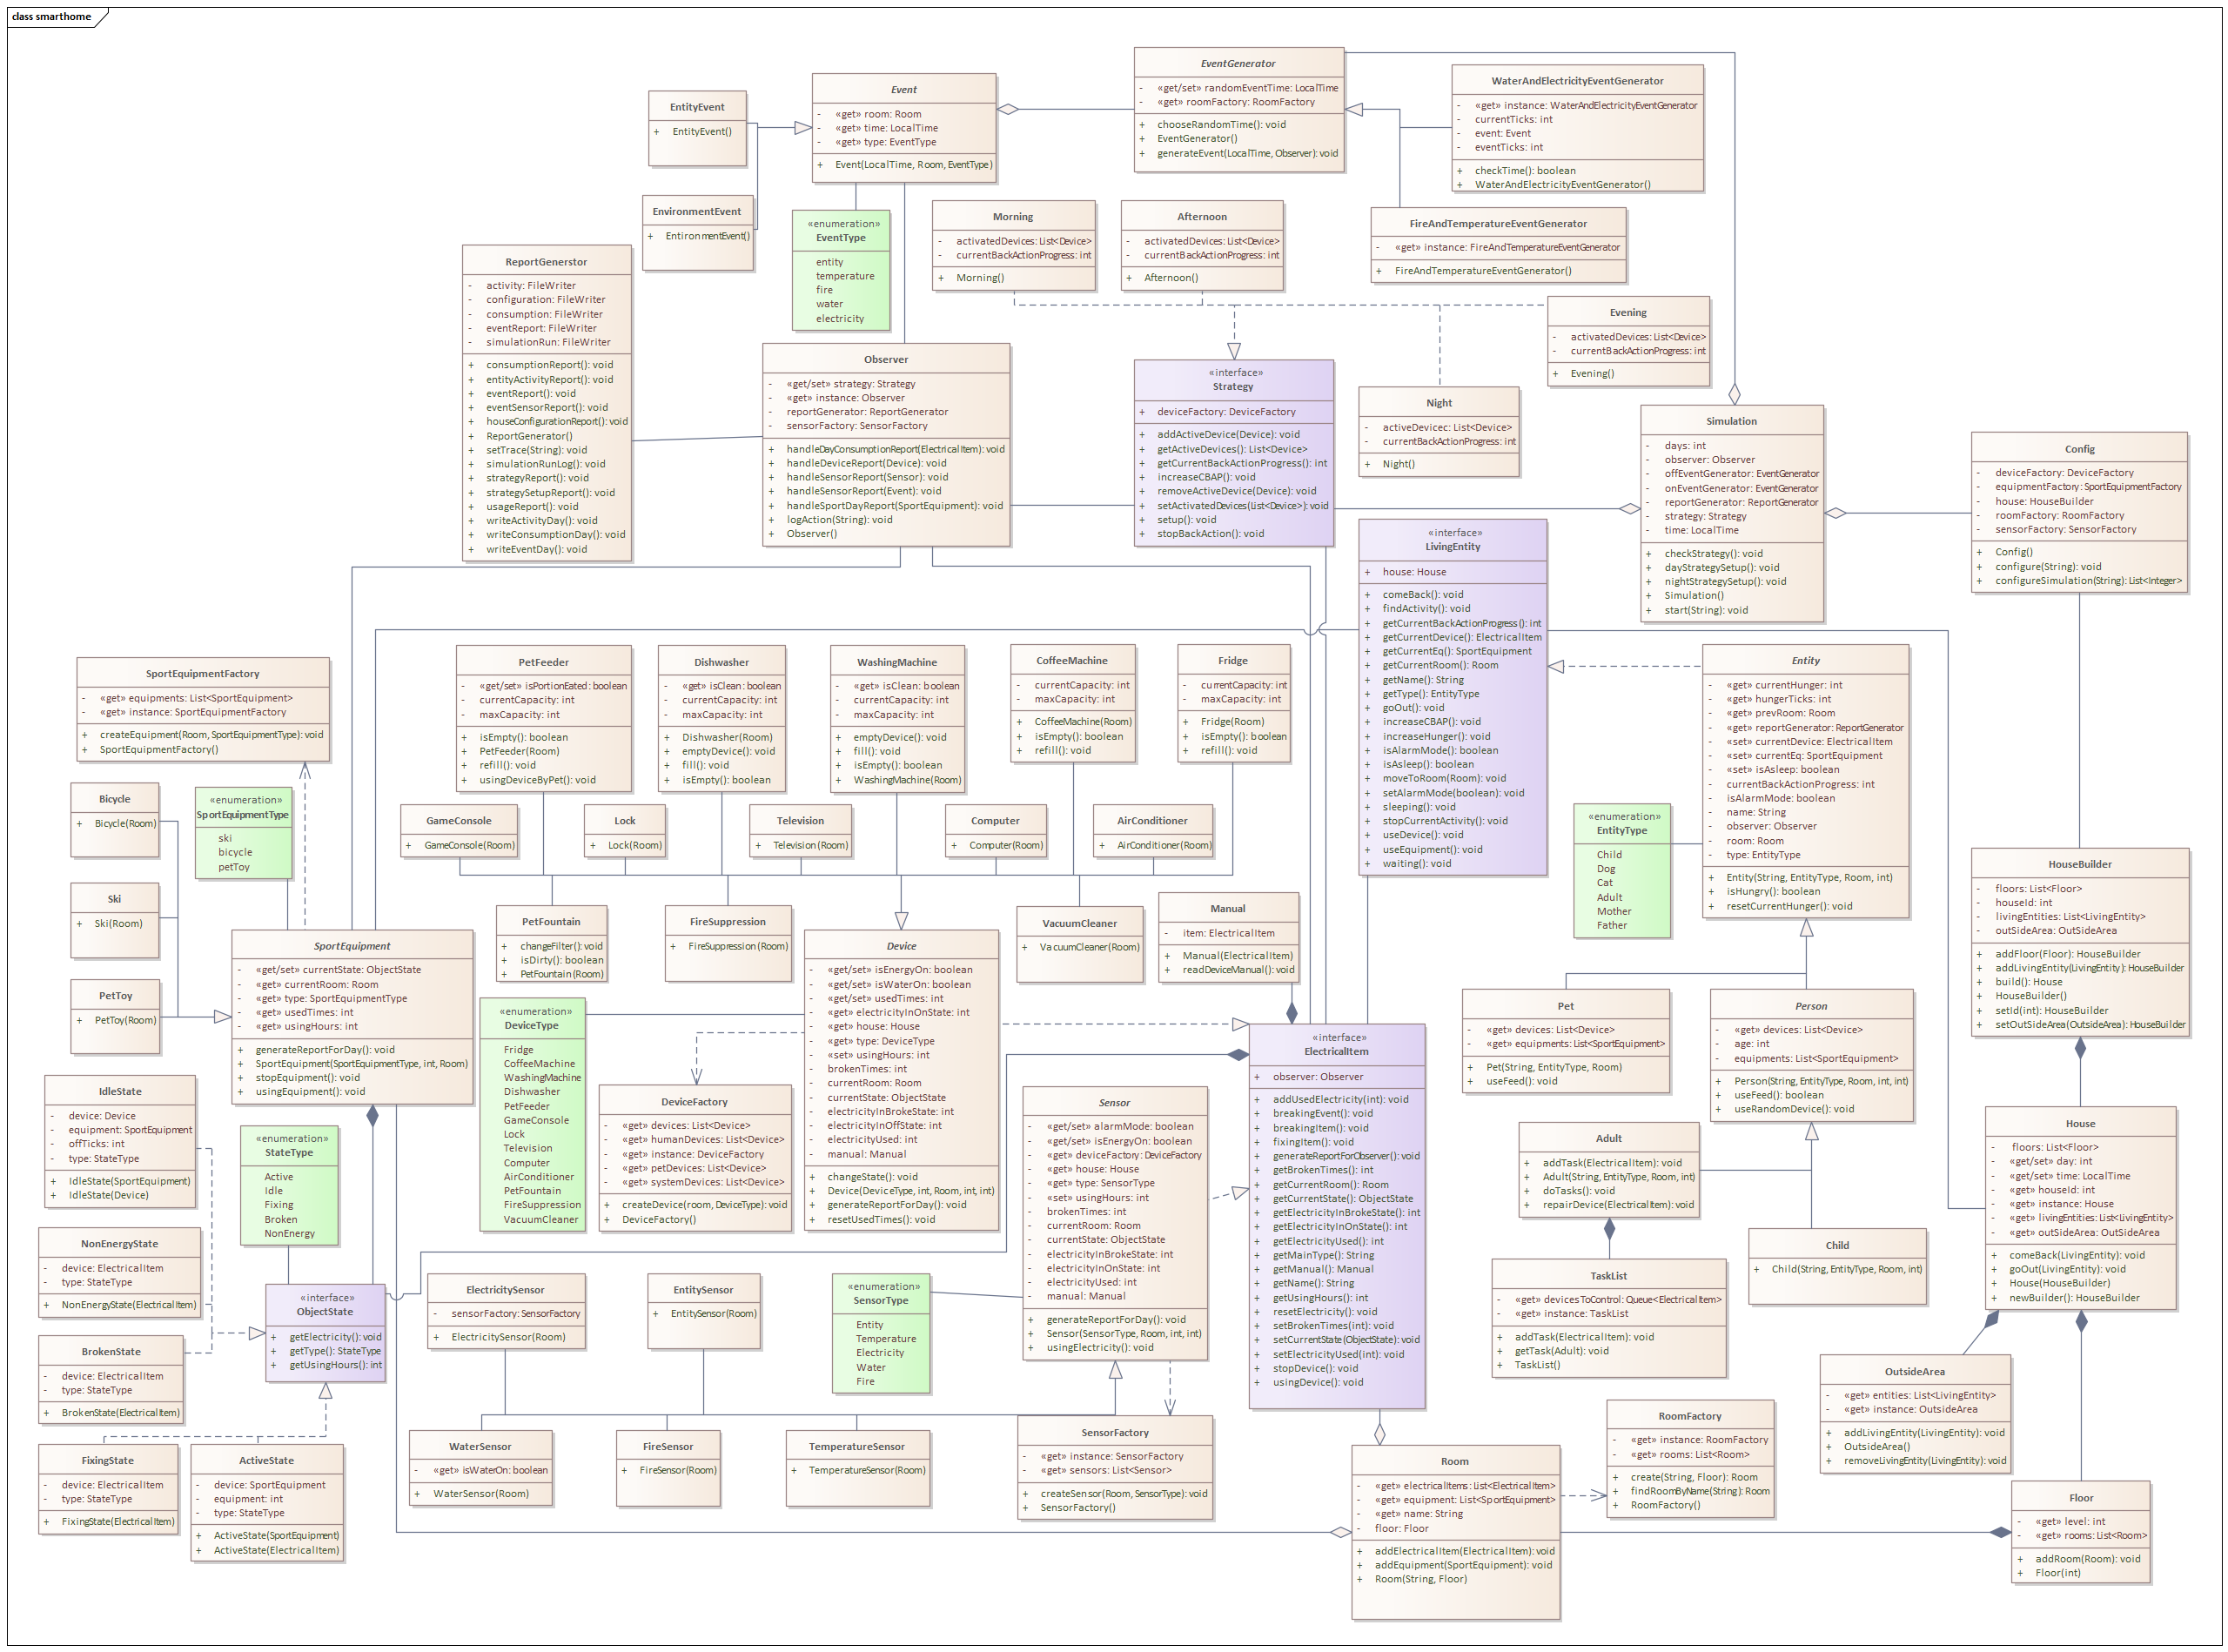 class smarthome
EventGenerator
- «get/set» randomEventTime: LocalTime
- «get» roomFactory: RoomFactory
+ chooseRandomTime(): void
+ EventGenerator()
+ generateEvent(LocalTime, Observer): void
WaterAndElectricityEventGenerator
- «get» instance: WaterAndElectricityEventGenerator
- currentTicks: int
- event: Event
- eventTicks: int
+ checkTime(): boolean
+ WaterAndElectricityEventGenerator()
Event
- «get» room: Room
- «get» time: LocalTime
- «get» type: EventType
+ Event(LocalTime, Room, EventType)
EntityEvent
+ EntityEvent()
EnvironmentEvent
+ EntironmentEvent()
«enumeration»
EventType
entity
temperature
fire
water
electricity
Morning
- activatedDevices: List<Device>
- currentBackActionProgress: int
+ Morning()
Afternoon
- activatedDevices: List<Device>
- currentBackActionProgress: int
+ Afternoon()
FireAndTemperatureEventGenerator
- «get» instance: FireAndTemperatureEventGenerator
+ FireAndTemperatureEventGenerator()
ReportGenerstor
- activity: FileWriter
- configuration: FileWriter
- consumption: FileWriter
- eventReport: FileWriter
- simulationRun: FileWriter
+ consumptionReport(): void
+ entityActivityReport(): void
+ eventReport(): void
+ eventSensorReport(): void
+ houseConfigurationReport(): void
+ ReportGenerator()
+ setTrace(String): void
+ simulationRunLog(): void
+ strategyReport(): void
+ strategySetupReport(): void
+ usageReport(): void
+ writeActivityDay(): void
+ writeConsumptionDay(): void
+ writeEventDay(): void
Observer
- «get/set» strategy: Strategy
- «get» instance: Observer
- reportGenerator: ReportGenerator
- sensorFactory: SensorFactory
+ handleDayConsumptionReport(ElectricalItem): void
+ handleDeviceReport(Device): void
+ handleSensorReport(Sensor): void
+ handleSensorReport(Event): void
+ handleSportDayReport(SportEquipment): void
+ logAction(String): void
+ Observer()
«interface»
Strategy
+ deviceFactory: DeviceFactory
+ addActiveDevice(Device): void
+ getActiveDevices(): List<Device>
+ getCurrentBackActionProgress(): int
+ increaseCBAP(): void
+ removeActiveDevice(Device): void
+ setActivatedDevices(List<Device>): void
+ setup(): void
+ stopBackAction(): void
Evening
- activatedDevices: List<Device>
- currentBackActionProgress: int
+ Evening()
Night
- activeDevicec: List<Device>
- currentBackActionProgress: int
+ Night()
Simulation
- days: int
- observer: Observer
- offEventGenerator: EventGenerator
- onEventGenerator: EventGenerator
- reportGenerator: ReportGenerator
- strategy: Strategy
- time: LocalTime
+ checkStrategy(): void
+ dayStrategySetup(): void
+ nightStrategySetup(): void
+ Simulation()
+ start(String): void
Config
- deviceFactory: DeviceFactory
- equipmentFactory: SportEquipmentFactory
- house: HouseBuilder
- roomFactory: RoomFactory
- sensorFactory: SensorFactory
+ Config()
+ configure(String): void
+ configureSimulation(String): List<Integer>
«interface»
LivingEntity
+ house: House
+ comeBack(): void
+ findActivity(): void
+ getCurrentBackActionProgress(): int
+ getCurrentDevice(): ElectricalItem
+ getCurrentEq(): SportEquipment
+ getCurrentRoom(): Room
+ getName(): String
+ getType(): EntityType
+ goOut(): void
+ increaseCBAP(): void
+ increaseHunger(): void
+ isAlarmMode(): boolean
+ isAsleep(): boolean
+ moveToRoom(Room): void
+ setAlarmMode(boolean): void
+ sleeping(): void
+ stopCurrentActivity(): void
+ useDevice(): void
+ useEquipment(): void
+ waiting(): void
Entity
- «get» currentHunger: int
- «get» hungerTicks: int
- «get» prevRoom: Room
- «get» reportGenerator: ReportGenerator
- «set» currentDevice: ElectricalItem
- «set» currentEq: SportEquipment
- «set» isAsleep: boolean
- currentBackActionProgress: int
- isAlarmMode: boolean
- name: String
- observer: Observer
- room: Room
- type: EntityType
+ Entity(String, EntityType, Room, int)
+ isHungry(): boolean
+ resetCurrentHunger(): void
«enumeration»
EntityType
Child
Dog
Cat
Adult
Mother
Father
SportEquipmentFactory
- «get» equipments: List<SportEquipment>
- «get» instance: SportEquipmentFactory
+ createEquipment(Room, SportEquipmentType): void
+ SportEquipmentFactory()
PetFeeder
- «get/set» isPortionEated: boolean
- currentCapacity: int
- maxCapacity: int
+ isEmpty(): boolean
+ PetFeeder(Room)
+ refill(): void
+ usingDeviceByPet(): void
Dishwasher
- «get» isClean: boolean
- currentCapacity: int
- maxCapacity: int
+ Dishwasher(Room)
+ emptyDevice(): void
+ fill(): void
+ isEmpty(): boolean
WashingMachine
- «get» isClean: boolean
- currentCapacity: int
- maxCapacity: int
+ emptyDevice(): void
+ fill(): void
+ isEmpty(): boolean
+ WashingMachine(Room)
CoffeeMachine
- currentCapacity: int
- maxCapacity: int
+ CoffeeMachine(Room)
+ isEmpty(): boolean
+ refill(): void
Fridge
- currentCapacity: int
- maxCapacity: int
+ Fridge(Room)
+ isEmpty(): boolean
+ refill(): void
Bicycle
+ Bicycle(Room)
«enumeration»
SportEquipmentType
ski
bicycle
petToy
Ski
+ Ski(Room)
PetToy
+ PetToy(Room)
GameConsole
+ GameConsole(Room)
Lock
+ Lock(Room)
Television
+ Television(Room)
Computer
+ Computer(Room)
AirConditioner
+ AirConditioner(Room)
PetFountain
+ changeFilter(): void
+ isDirty(): boolean
+ PetFountain(Room)
FireSuppression
+ FireSuppression(Room)
VacuumCleaner
+ VacuumCleaner(Room)
Manual
- item: ElectricalItem
+ Manual(ElectricalItem)
+ readDeviceManual(): void
HouseBuilder
- floors: List<Floor>
- houseId: int
- livingEntities: List<LivingEntity>
- outSideArea: OutSideArea
+ addFloor(Floor): HouseBuilder
+ addLivingEntity(LivingEntity): HouseBuilder
+ build(): House
+ HouseBuilder()
+ setId(int): HouseBuilder
+ setOutSideArea(OutsideArea): HouseBuilder
SportEquipment
- «get/set» currentState: ObjectState
- «get» currentRoom: Room
- «get» type: SportEquipmentType
- «get» usedTimes: int
- «get» usingHours: int
+ generateReportForDay(): void
+ SportEquipment(SportEquipmentType, int, Room)
+ stopEquipment(): void
+ usingEquipment(): void
Device
- «get/set» isEnergyOn: boolean
- «get/set» isWaterOn: boolean
- «get/set» usedTimes: int
- «get» electricityInOnState: int
- «get» house: House
- «get» type: DeviceType
- «set» usingHours: int
- brokenTimes: int
- currentRoom: Room
- currentState: ObjectState
- electricityInBrokeState: int
- electricityInOffState: int
- electricityUsed: int
- manual: Manual
+ changeState(): void
+ Device(DeviceType, int, Room, int, int)
+ generateReportForDay(): void
+ resetUsedTimes(): void
«enumeration»
DeviceType
Fridge
CoffeeMachine
WashingMachine
Dishwasher
PetFeeder
GameConsole
Lock
Television
Computer
AirConditioner
PetFountain
FireSuppression
VacuumCleaner
DeviceFactory
- «get» devices: List<Device>
- «get» humanDevices: List<Device>
- «get» instance: DeviceFactory
- «get» petDevices: List<Device>
- «get» systemDevices: List<Device>
+ createDevice(room, DeviceType): void
+ DeviceFactory()
«interface»
ElectricalItem
+ observer: Observer
+ addUsedElectricity(int): void
+ breakingEvent(): void
+ breakingItem(): void
+ fixingItem(): void
+ generateReportForObserver(): void
+ getBrokenTimes(): int
+ getCurrentRoom(): Room
+ getCurrentState(): ObjectState
+ getElectricityInBrokeState(): int
+ getElectricityInOnState(): int
+ getElectricityUsed(): int
+ getMainType(): String
+ getManual(): Manual
+ getName(): String
+ getUsingHours(): int
+ resetElectricity(): void
+ setBrokenTimes(int): void
+ setCurrentState(ObjectState): void
+ setElectricityUsed(int): void
+ stopDevice(): void
+ usingDevice(): void
Pet
- «get» devices: List<Device>
- «get» equipments: List<SportEquipment>
+ Pet(String, EntityType, Room)
+ useFeed(): void
Person
- «get» devices: List<Device>
- age: int
- equipments: List<SportEquipment>
+ Person(String, EntityType, Room, int, int)
+ useFeed(): boolean
+ useRandomDevice(): void
IdleState
- device: Device
- equipment: SportEquipment
- offTicks: int
- type: StateType
+ IdleState(SportEquipment)
+ IdleState(Device)
«enumeration»
StateType
Active
Idle
Fixing
Broken
NonEnergy
Sensor
- «get/set» alarmMode: boolean
- «get/set» isEnergyOn: boolean
- «get» deviceFactory: DeviceFactory
- «get» house: House
- «get» type: SensorType
- «set» usingHours: int
- brokenTimes: int
- currentRoom: Room
- currentState: ObjectState
- electricityInBrokeState: int
- electricityInOnState: int
- electricityUsed: int
- manual: Manual
+ generateReportForDay(): void
+ Sensor(SensorType, Room, int, int)
+ usingElectricity(): void
Adult
+ addTask(ElectricalItem): void
+ Adult(String, EntityType, Room, int)
+ doTasks(): void
+ repairDevice(ElectricalItem): void
House
- floors: List<Floor>
- «get/set» day: int
- «get/set» time: LocalTime
- «get» houseId: int
- «get» instance: House
- «get» livingEntities: List<LivingEntity>
- «get» outSideArea: OutSideArea
+ comeBack(LivingEntity): void
+ goOut(LivingEntity): void
+ House(HouseBuilder)
+ newBuilder(): HouseBuilder
NonEnergyState
- device: ElectricalItem
- type: StateType
+ NonEnergyState(ElectricalItem)
Child
+ Child(String, EntityType, Room, int)
TaskList
- «get» devicesToControl: Queue<ElectricalItem>
- «get» instance: TaskList
+ addTask(ElectricalItem): void
+ getTask(Adult): void
+ TaskList()
«interface»
ObjectState
+ getElectricity(): void
+ getType(): StateType
+ getUsingHours(): int
ElectricitySensor
- sensorFactory: SensorFactory
+ ElectricitySensor(Room)
EntitySensor
+ EntitySensor(Room)
«enumeration»
SensorType
Entity
Temperature
Electricity
Water
Fire
BrokenState
- device: ElectricalItem
- type: StateType
+ BrokenState(ElectricalItem)
OutsideArea
- «get» entities: List<LivingEntity>
- «get» instance: OutsideArea
+ addLivingEntity(LivingEntity): void
+ OutsideArea()
+ removeLivingEntity(LivingEntity): void
FixingState
- device: ElectricalItem
- type: StateType
+ FixingState(ElectricalItem)
ActiveState
- device: SportEquipment
- equipment: int
- type: StateType
+ ActiveState(SportEquipment)
+ ActiveState(ElectricalItem)
WaterSensor
- «get» isWaterOn: boolean
+ WaterSensor(Room)
FireSensor
+ FireSensor(Room)
TemperatureSensor
+ TemperatureSensor(Room)
SensorFactory
- «get» instance: SensorFactory
- «get» sensors: List<Sensor>
+ createSensor(Room, SensorType): void
+ SensorFactory()
Room
- «get» electricalItems: List<ElectricalItem>
- «get» equipment: List<SportEquipment>
- «get» name: String
- floor: Floor
+ addElectricalItem(ElectricalItem): void
+ addEquipment(SportEquipment): void
+ Room(String, Floor)
RoomFactory
- «get» instance: RoomFactory
- «get» rooms: List<Room>
+ create(String, Floor): Room
+ findRoomByName(String): Room
+ RoomFactory()
Floor
- «get» level: int
- «get» rooms: List<Room>
+ addRoom(Room): void
+ Floor(int)